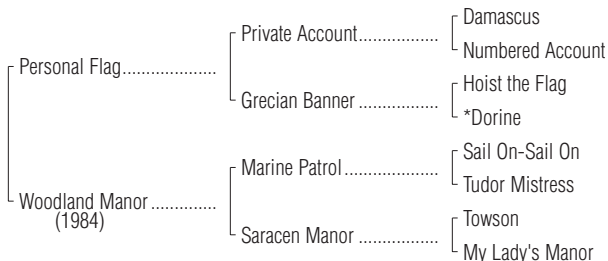 Damascus
Private Account..................
Numbered Account
Personal Flag.....................
Hoist the Flag
Grecian Banner ..................
*Dorine
Sail On-Sail On
Marine Patrol.....................
Tudor Mistress
Woodland Manor ..............
(1984)
Towson
Saracen Manor ..................
My Lady's Manor